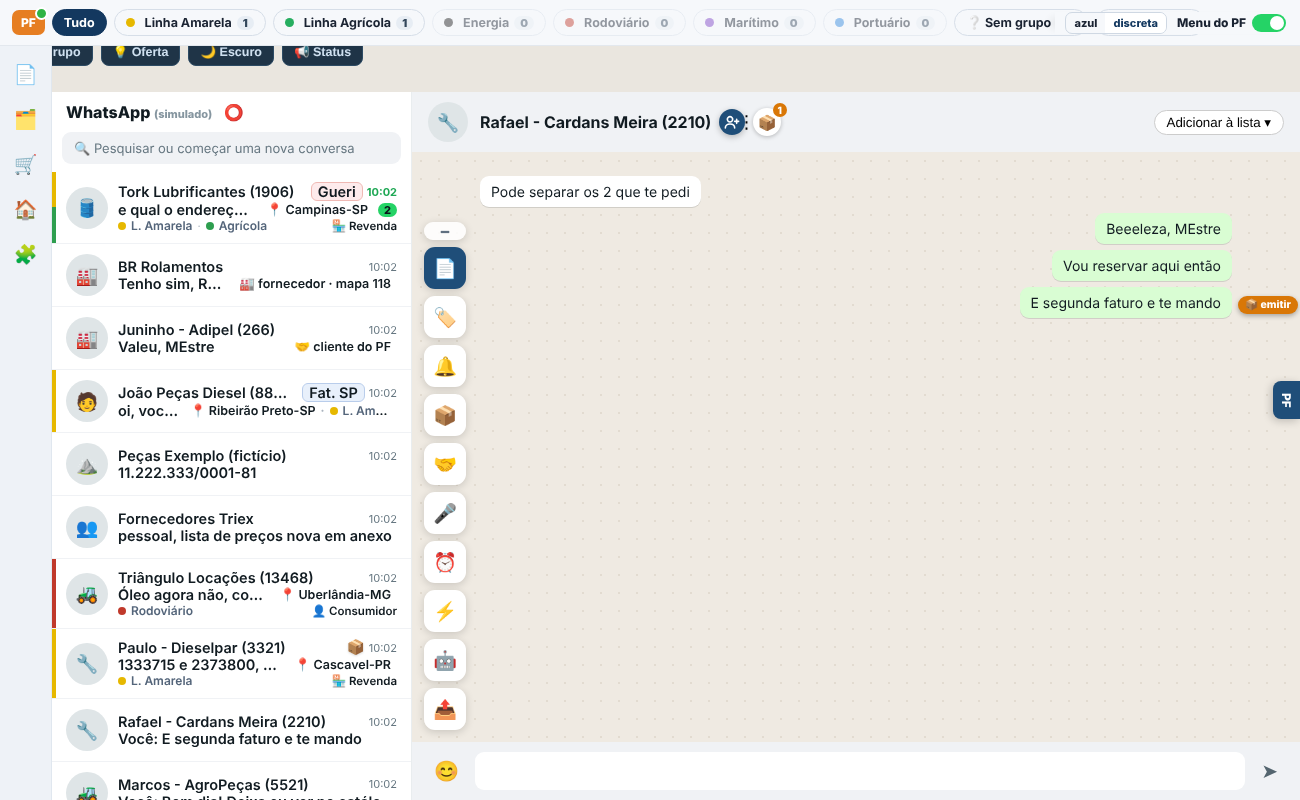 PF Tudo Linha Amarela 1 Linha Agrícola 1 Energia 0 Rodoviário 0 Marítimo 0 Portuário 0 Sem grupo azul discreta Menu do PF
rupo Oferta Escuro Status
WhatsApp (simulado)
Pesquisar ou começar uma nova conversa
Tork Lubrificantes (1906) Gueri 10:02
e qual o endereç... Campinas-SP 2
L. Amarela · Agrícola Revenda
BR Rolamentos 10:02
Tenho sim, R... fornecedor · mapa 118
Juninho - Adipel (266) 10:02
Valeu, MEstre cliente do PF
João Peças Diesel (88... Fat. SP 10:02
oi, voc... Ribeirão Preto-SP · L. Am...
Peças Exemplo (fictício) 10:02
11.222.333/0001-81
Fornecedores Triex 10:02
pessoal, lista de preços nova em anexo
Triângulo Locações (13468) 10:02
Óleo agora não, co... Uberlândia-MG
Rodoviário Consumidor
Paulo - Dieselpar (3321) 10:02
1333715 e 2373800, ... Cascavel-PR
L. Amarela Revenda
Rafael - Cardans Meira (2210) 10:02
Você: E segunda faturo e te mando
Marcos - AgroPeças (5521) 10:02
Rafael - Cardans Meira (2210) 1 Adicionar à lista ▾
Pode separar os 2 que te pedi
Beeeleza, MEstre
Vou reservar aqui então
E segunda faturo e te mando emitir
PF